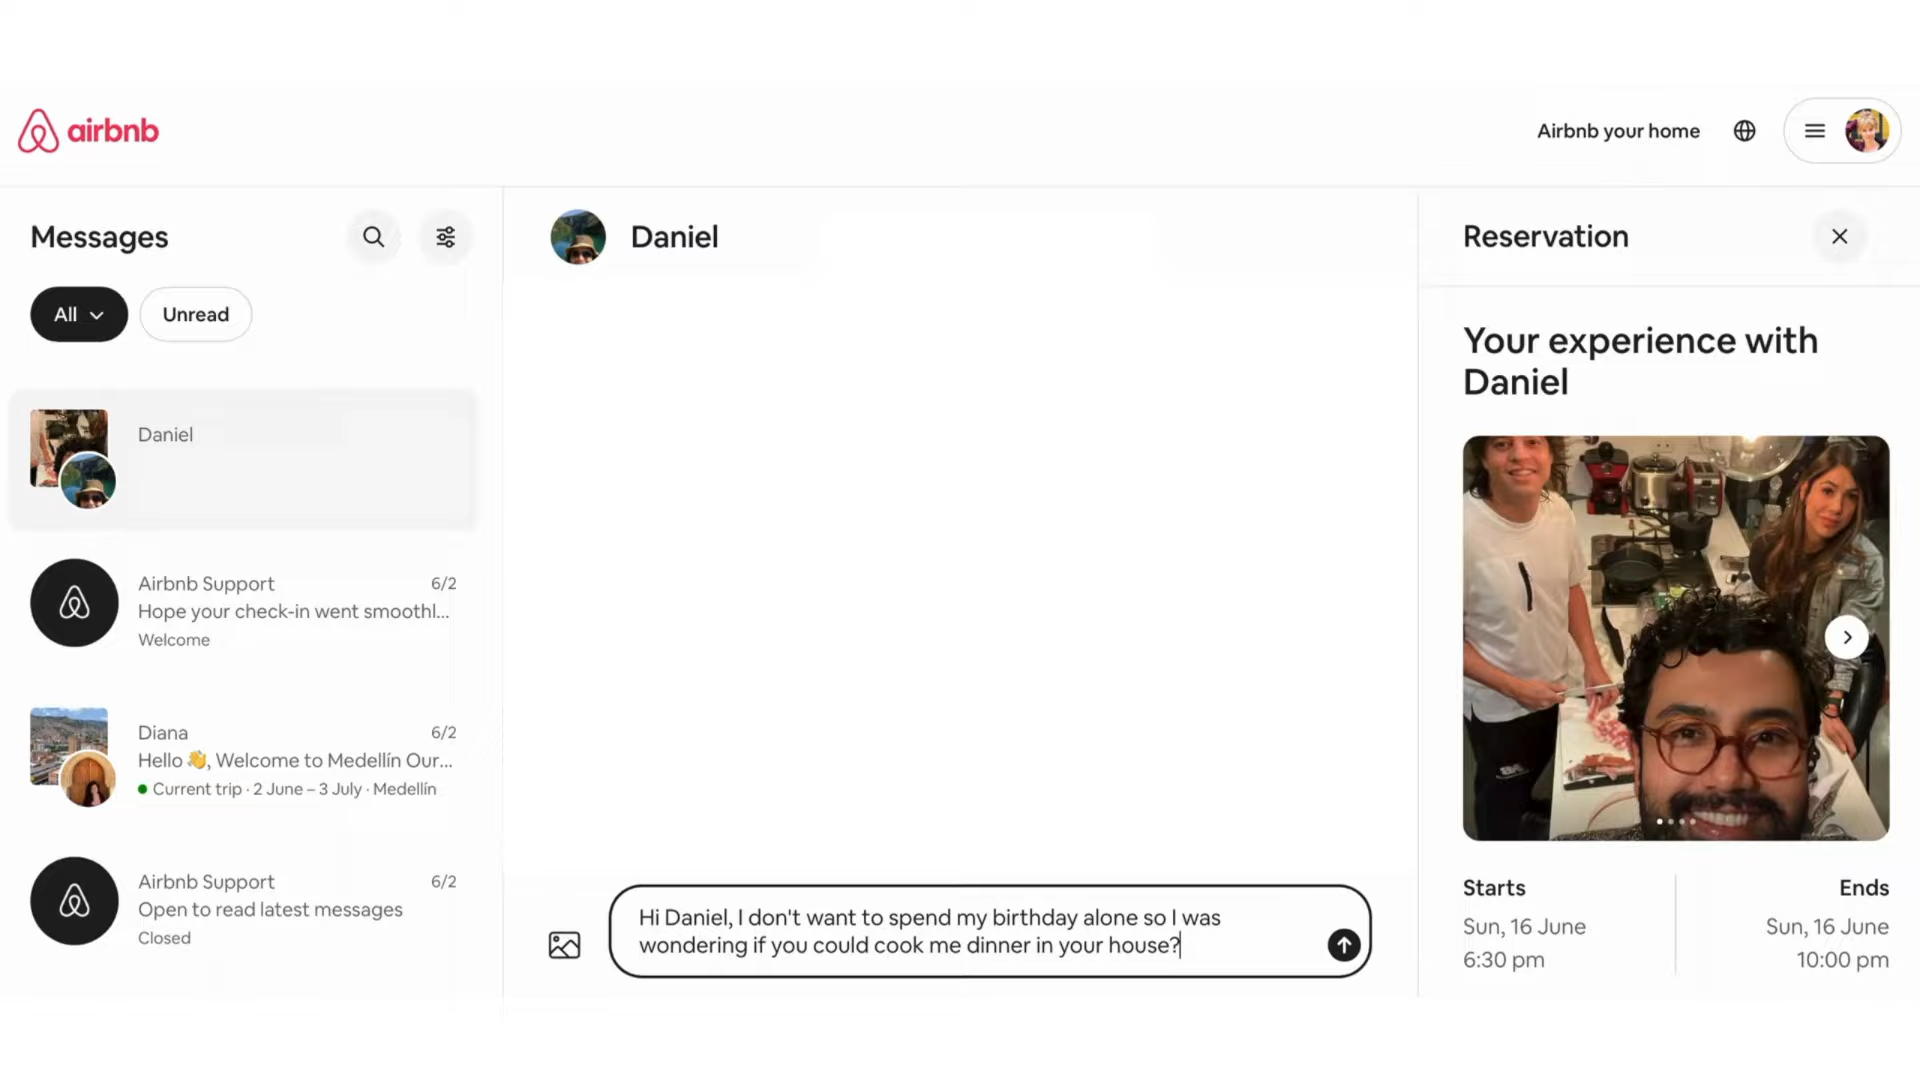 airbnb
Airbnb your home
Messages
All
Unread
Daniel
Airbnb Support 6/2
Hope your check-in went smoothl...
Welcome
Diana 6/2
Hello 👋, Welcome to Medellín Our...
Current trip · 2 June – 3 July · Medellín
Airbnb Support 6/2
Open to read latest messages
Closed
Daniel
Hi Daniel, I don't want to spend my birthday alone so I was
wondering if you could cook me dinner in your house?
Reservation
Your experience with
Daniel
Starts
Sun, 16 June
6:30 pm
Ends
Sun, 16 June
10:00 pm